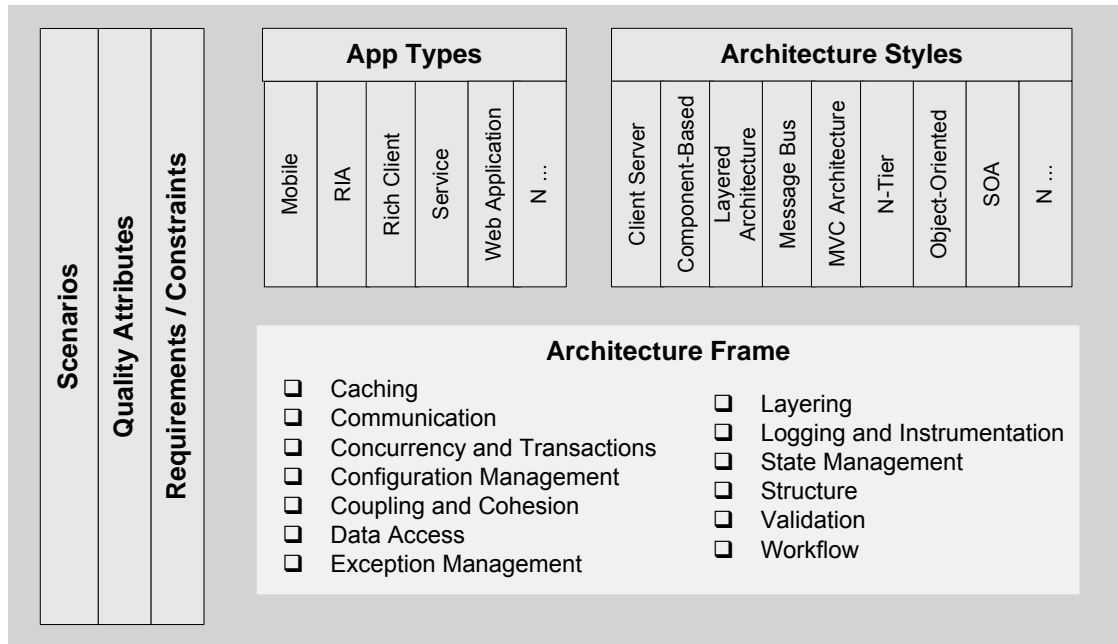 Scenarios
Quality Attributes
Requirements / Constraints
App Types
Mobile
RIA
Rich Client
Service
Web Application
N ...
Architecture Styles
Client Server
Component-Based
Layered
Architecture
Message Bus
MVC Architecture
N-Tier
Object-Oriented
SOA
N ...
Architecture Frame
❑ Caching
❑ Communication
❑ Concurrency and Transactions
❑ Configuration Management
❑ Coupling and Cohesion
❑ Data Access
❑ Exception Management
❑ Layering
❑ Logging and Instrumentation
❑ State Management
❑ Structure
❑ Validation
❑ Workflow